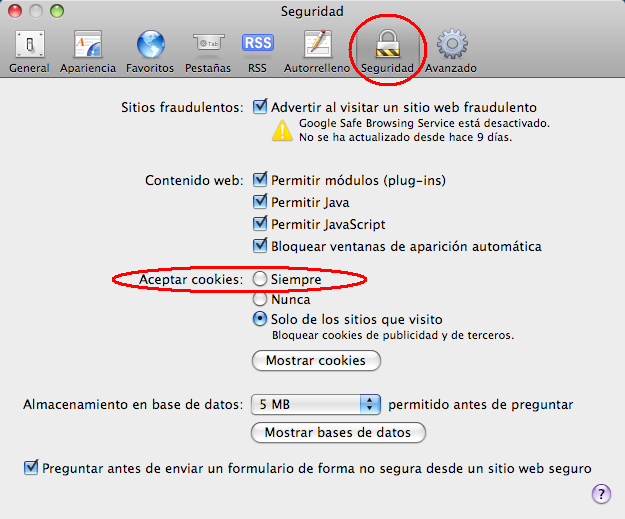 Seguridad
General Apariencia Favoritos Pestañas RSS Autorrelleno Seguridad Avanzado
Tab
RSS
Sitios fraudulentos: Advertir al visitar un sitio web fraudulento
Google Safe Browsing Service está desactivado.
No se ha actualizado desde hace 9 días.
Contenido web: Permitir módulos (plug-ins)
Permitir Java
Permitir JavaScript
Bloquear ventanas de aparición automática
Aceptar cookies: Siempre
Nunca
Solo de los sitios que visito
Bloquear cookies de publicidad y de terceros.
Mostrar cookies
Almacenamiento en base de datos: 5 MB permitido antes de preguntar
Mostrar bases de datos
Preguntar antes de enviar un formulario de forma no segura desde un sitio web seguro
?